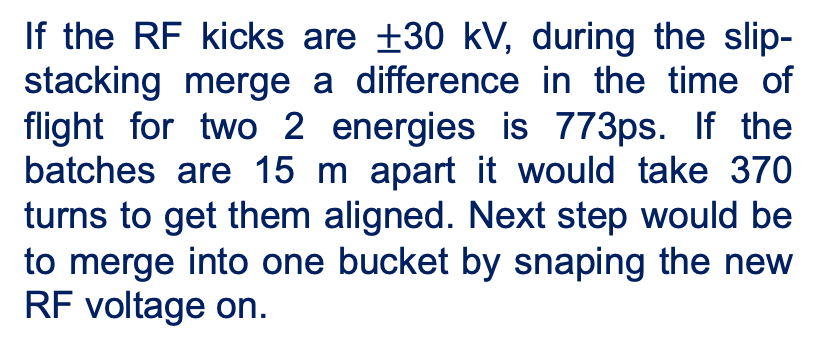 If the RF kicks are ±30 kV, during the slip-
stacking merge a difference in the time of
flight for two 2 energies is 773ps. If the
batches are 15 m apart it would take 370
turns to get them aligned. Next step would be
to merge into one bucket by snaping the new
RF voltage on.